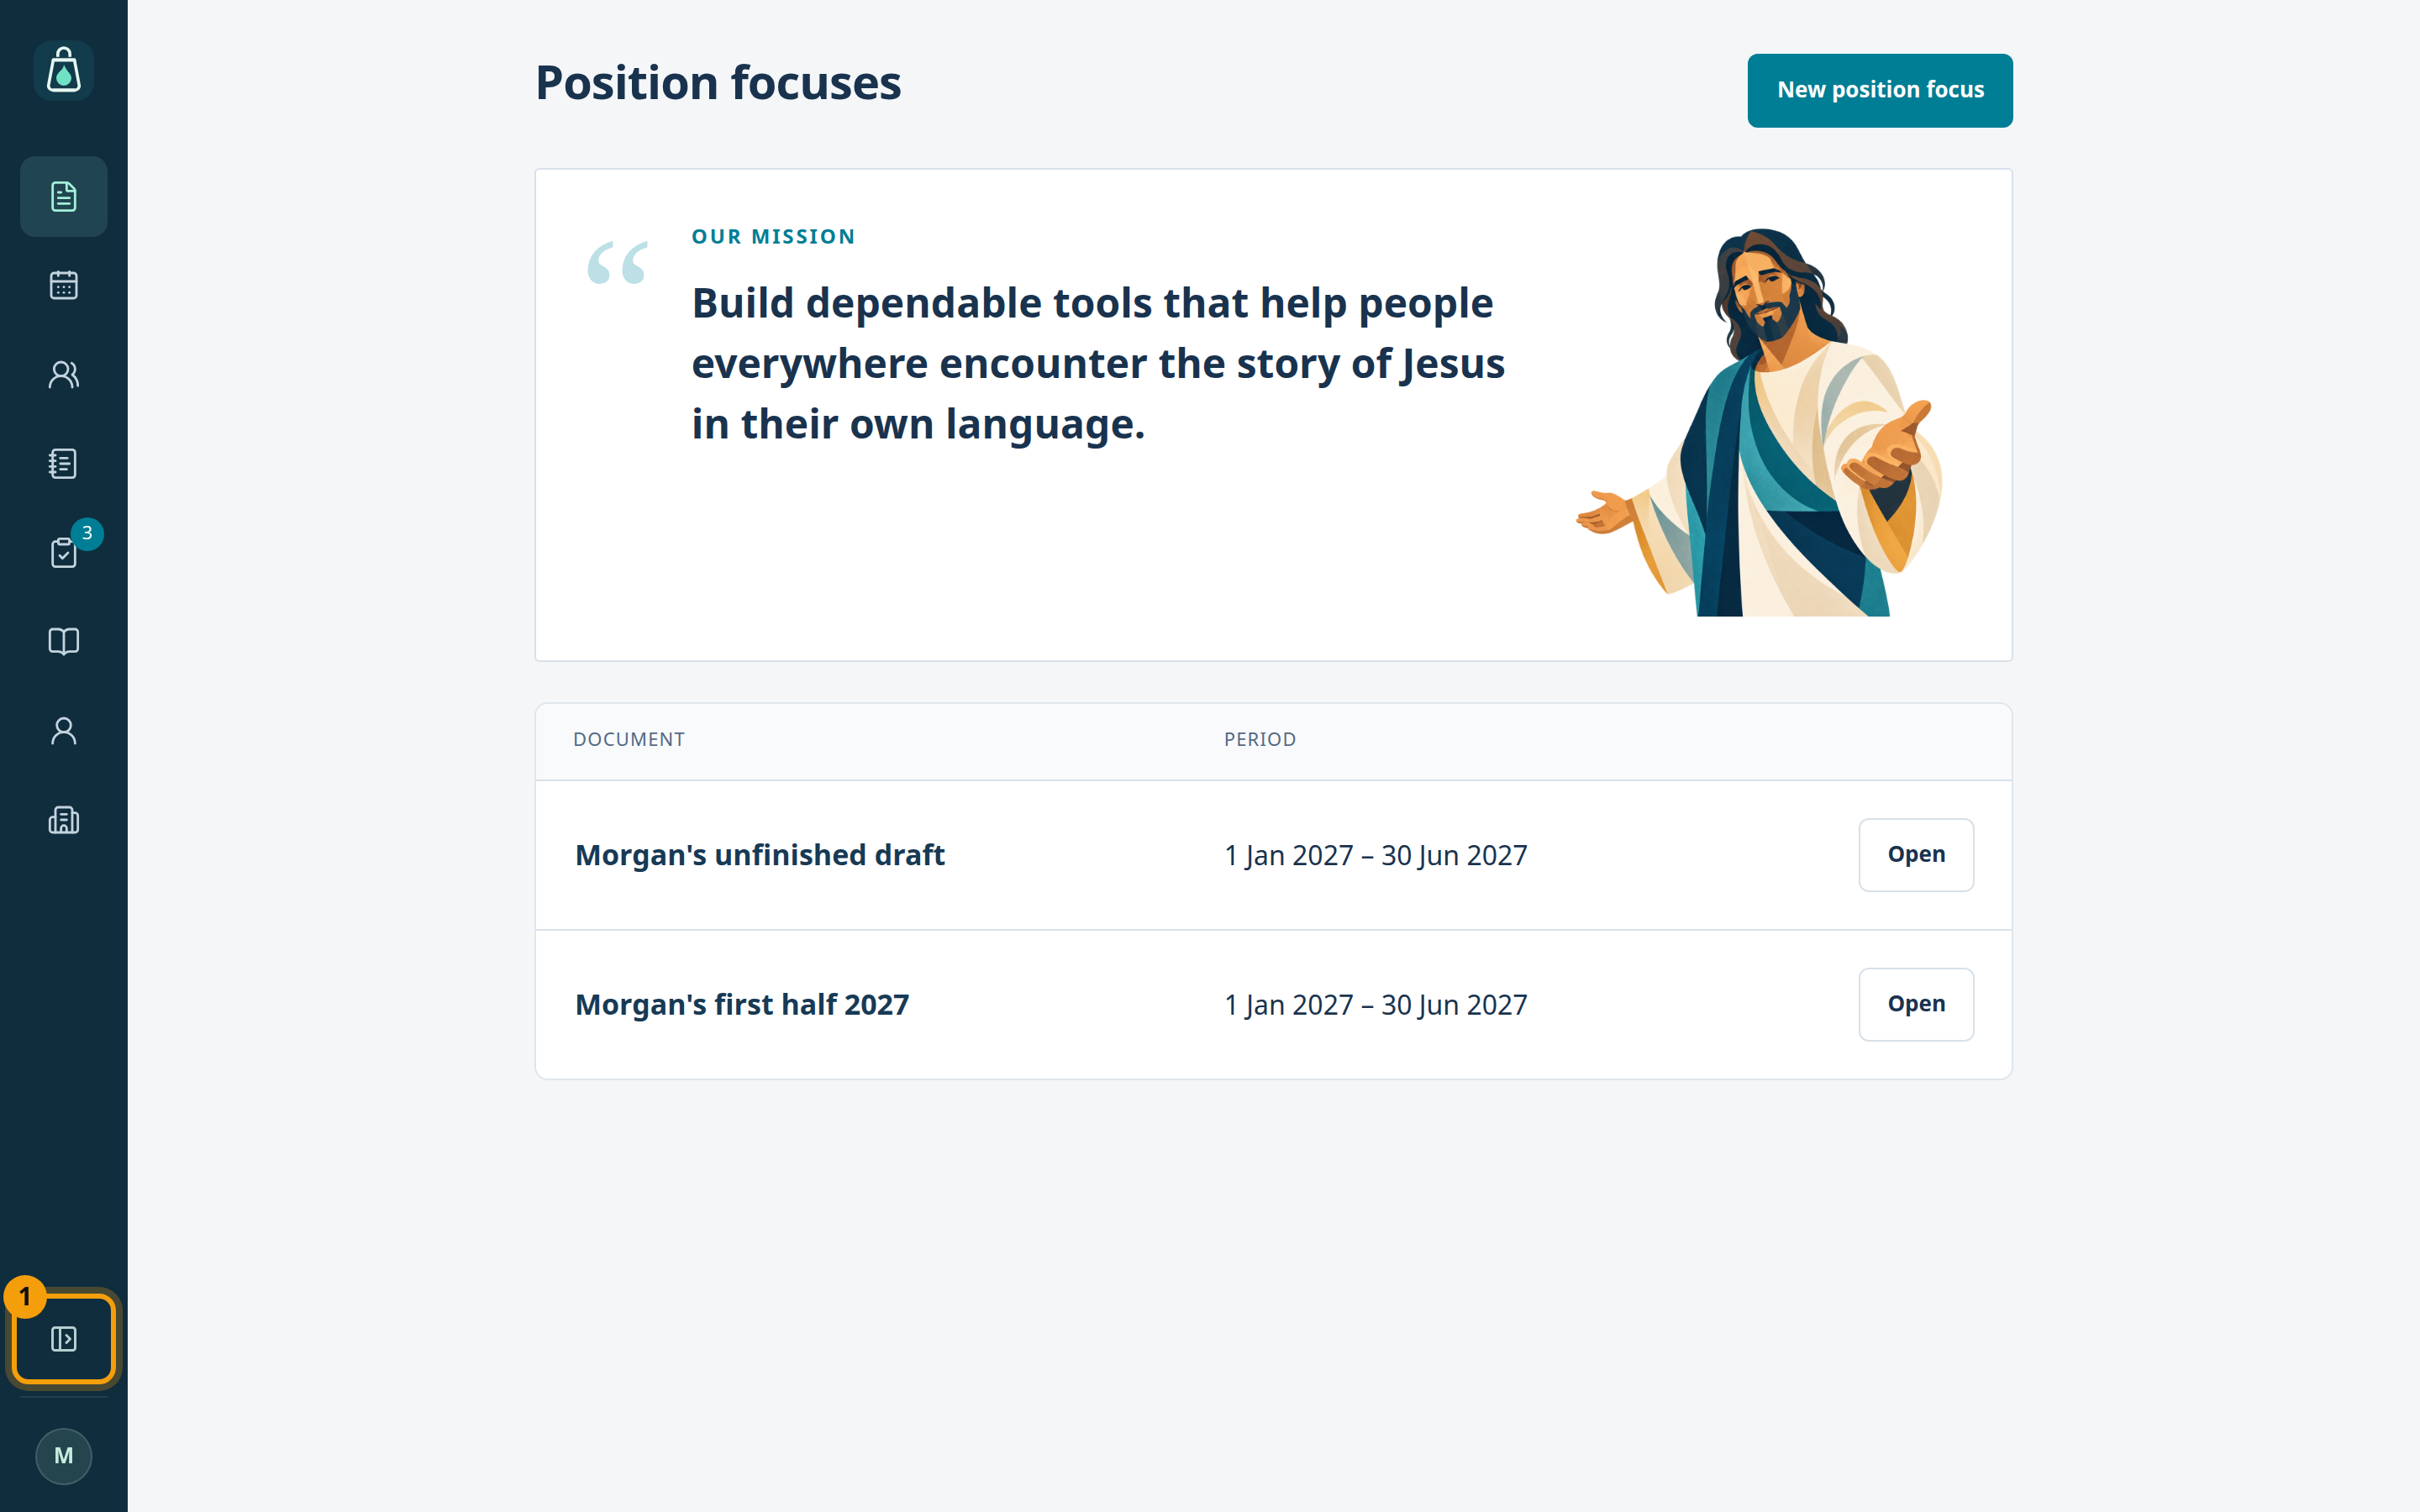 Position focuses
New position focus
“
OUR MISSION
Build dependable tools that help people
everywhere encounter the story of Jesus
in their own language.
3
DOCUMENT PERIOD
Morgan's unfinished draft 1 Jan 2027 – 30 Jun 2027 Open
Morgan's first half 2027 1 Jan 2027 – 30 Jun 2027 Open
1
M